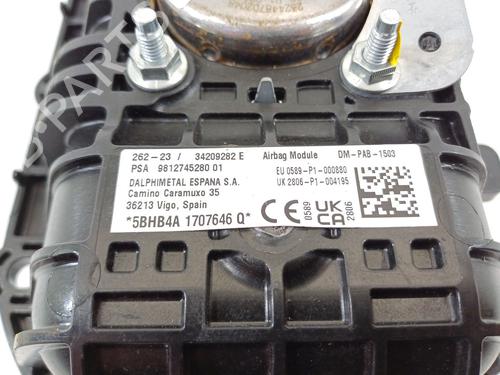 262-23 / 34209282 E Airbag Module DM-PAB-1503
PSA 9812745280 01
DALPHIMETAL ESPANA S.A.
Camino Caramuxo 35
36213 Vigo, Spain
*5BHB4A 1707646 Q*
EU 0589-P1-000880
UK 2806-P1-004195
CE 0589 UK CA 2806